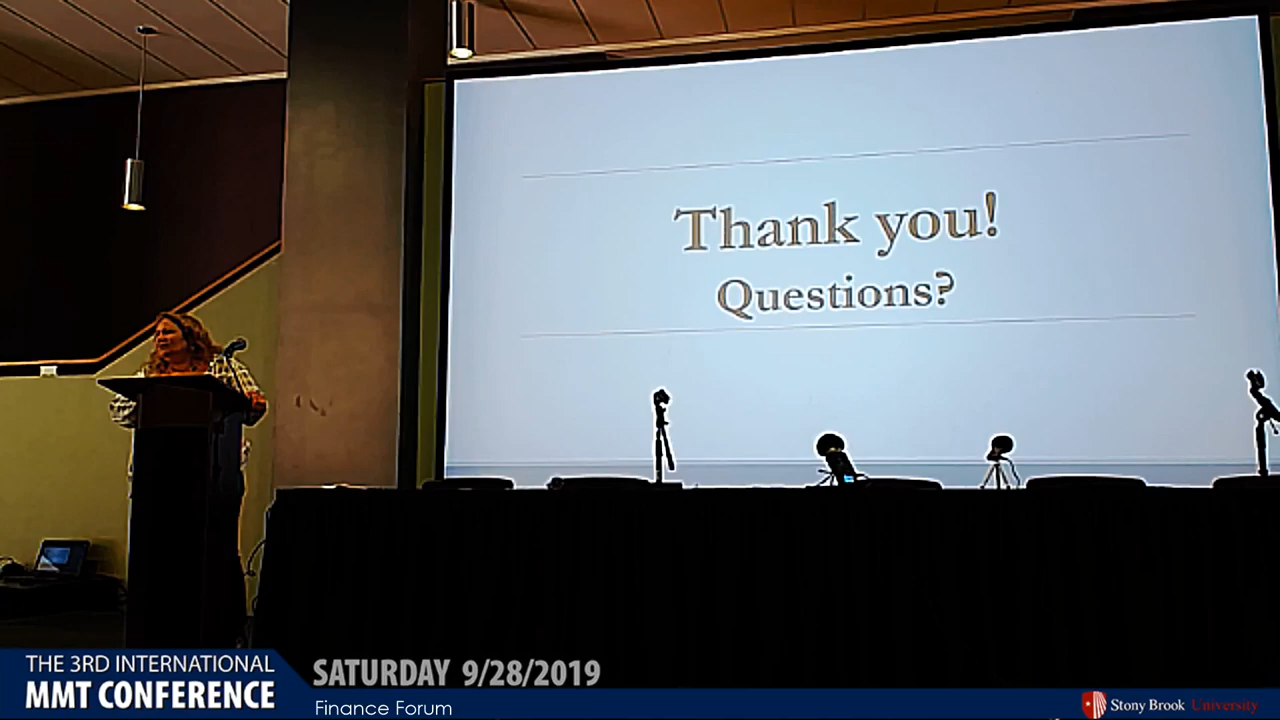 Thank you!
Questions?
THE 3RD INTERNATIONAL
MMT CONFERENCE
SATURDAY 9/28/2019
Finance Forum
Stony Brook University